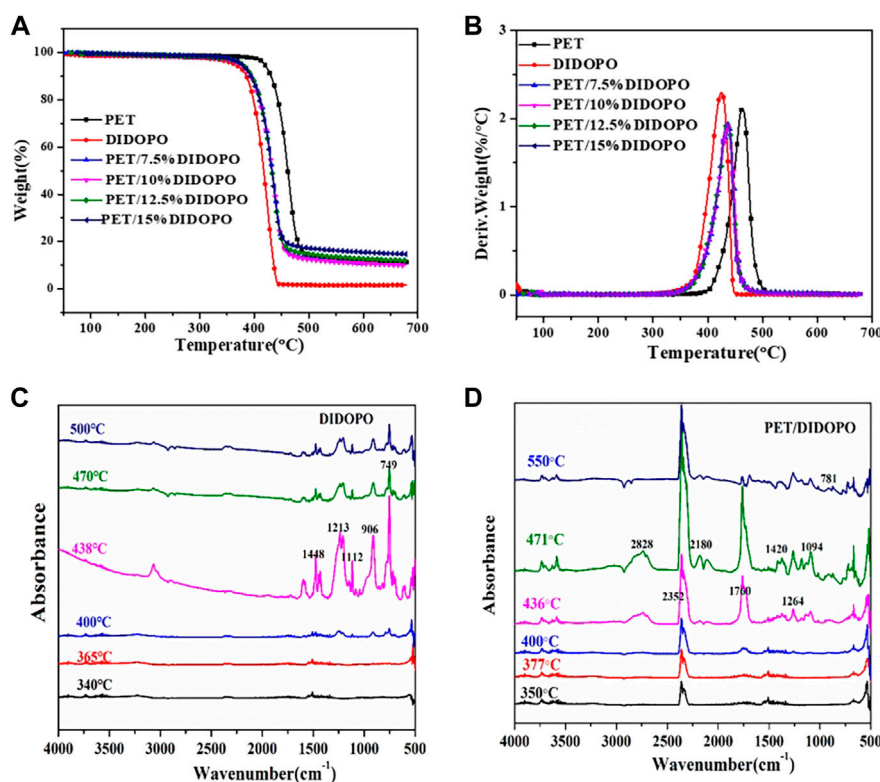 A
Weight(%)
100
80
60
40
20
0
PET
DIDOPO
PET/7.5%DIDOPO
PET/10%DIDOPO
PET/12.5%DIDOPO
PET/15%DIDOPO
100 200 300 400 500 600 700
Temperature(°C)
B
Deriv.Weight(%/°C)
3
2
1
0
PET
DIDOPO
PET/7.5%DIDOPO
PET/10%DIDOPO
PET/12.5%DIDOPO
PET/15%DIDOPO
100 200 300 400 500 600 700
Temperature(°C)
C
Absorbance
DIDOPO
500°C
470°C
749
438°C
1448
1213
1112
906
400°C
365°C
340°C
4000 3500 3000 2500 2000 1500 1000 500
Wavenumber(cm-1)
D
Absorbance
PET/DIDOPO
550°C
781
471°C
2828
2180
1420
1094
436°C
2352
1760
1264
400°C
377°C
350°C
4000 3500 3000 2500 2000 1500 1000 500
Wavenumber(cm-1)